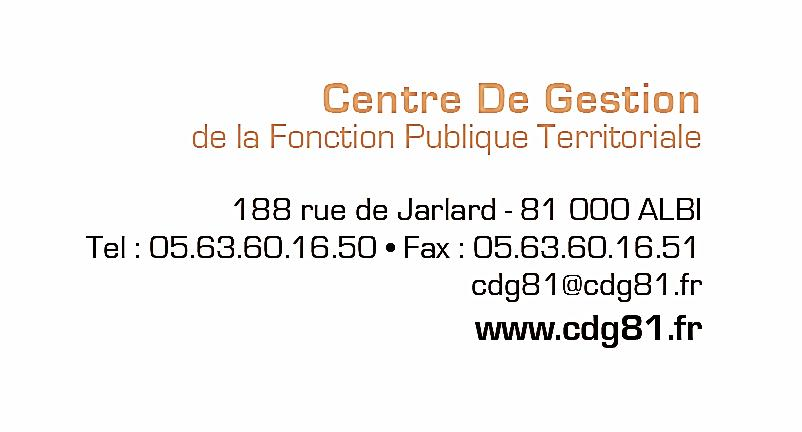 Centre De Gestion
de la Fonction Publique Territoriale
188 rue de Jarlard - 81 000 ALBI
Tel : 05.63.60.16.50 • Fax : 05.63.60.16.51
cdg81@cdg81.fr
www.cdg81.fr